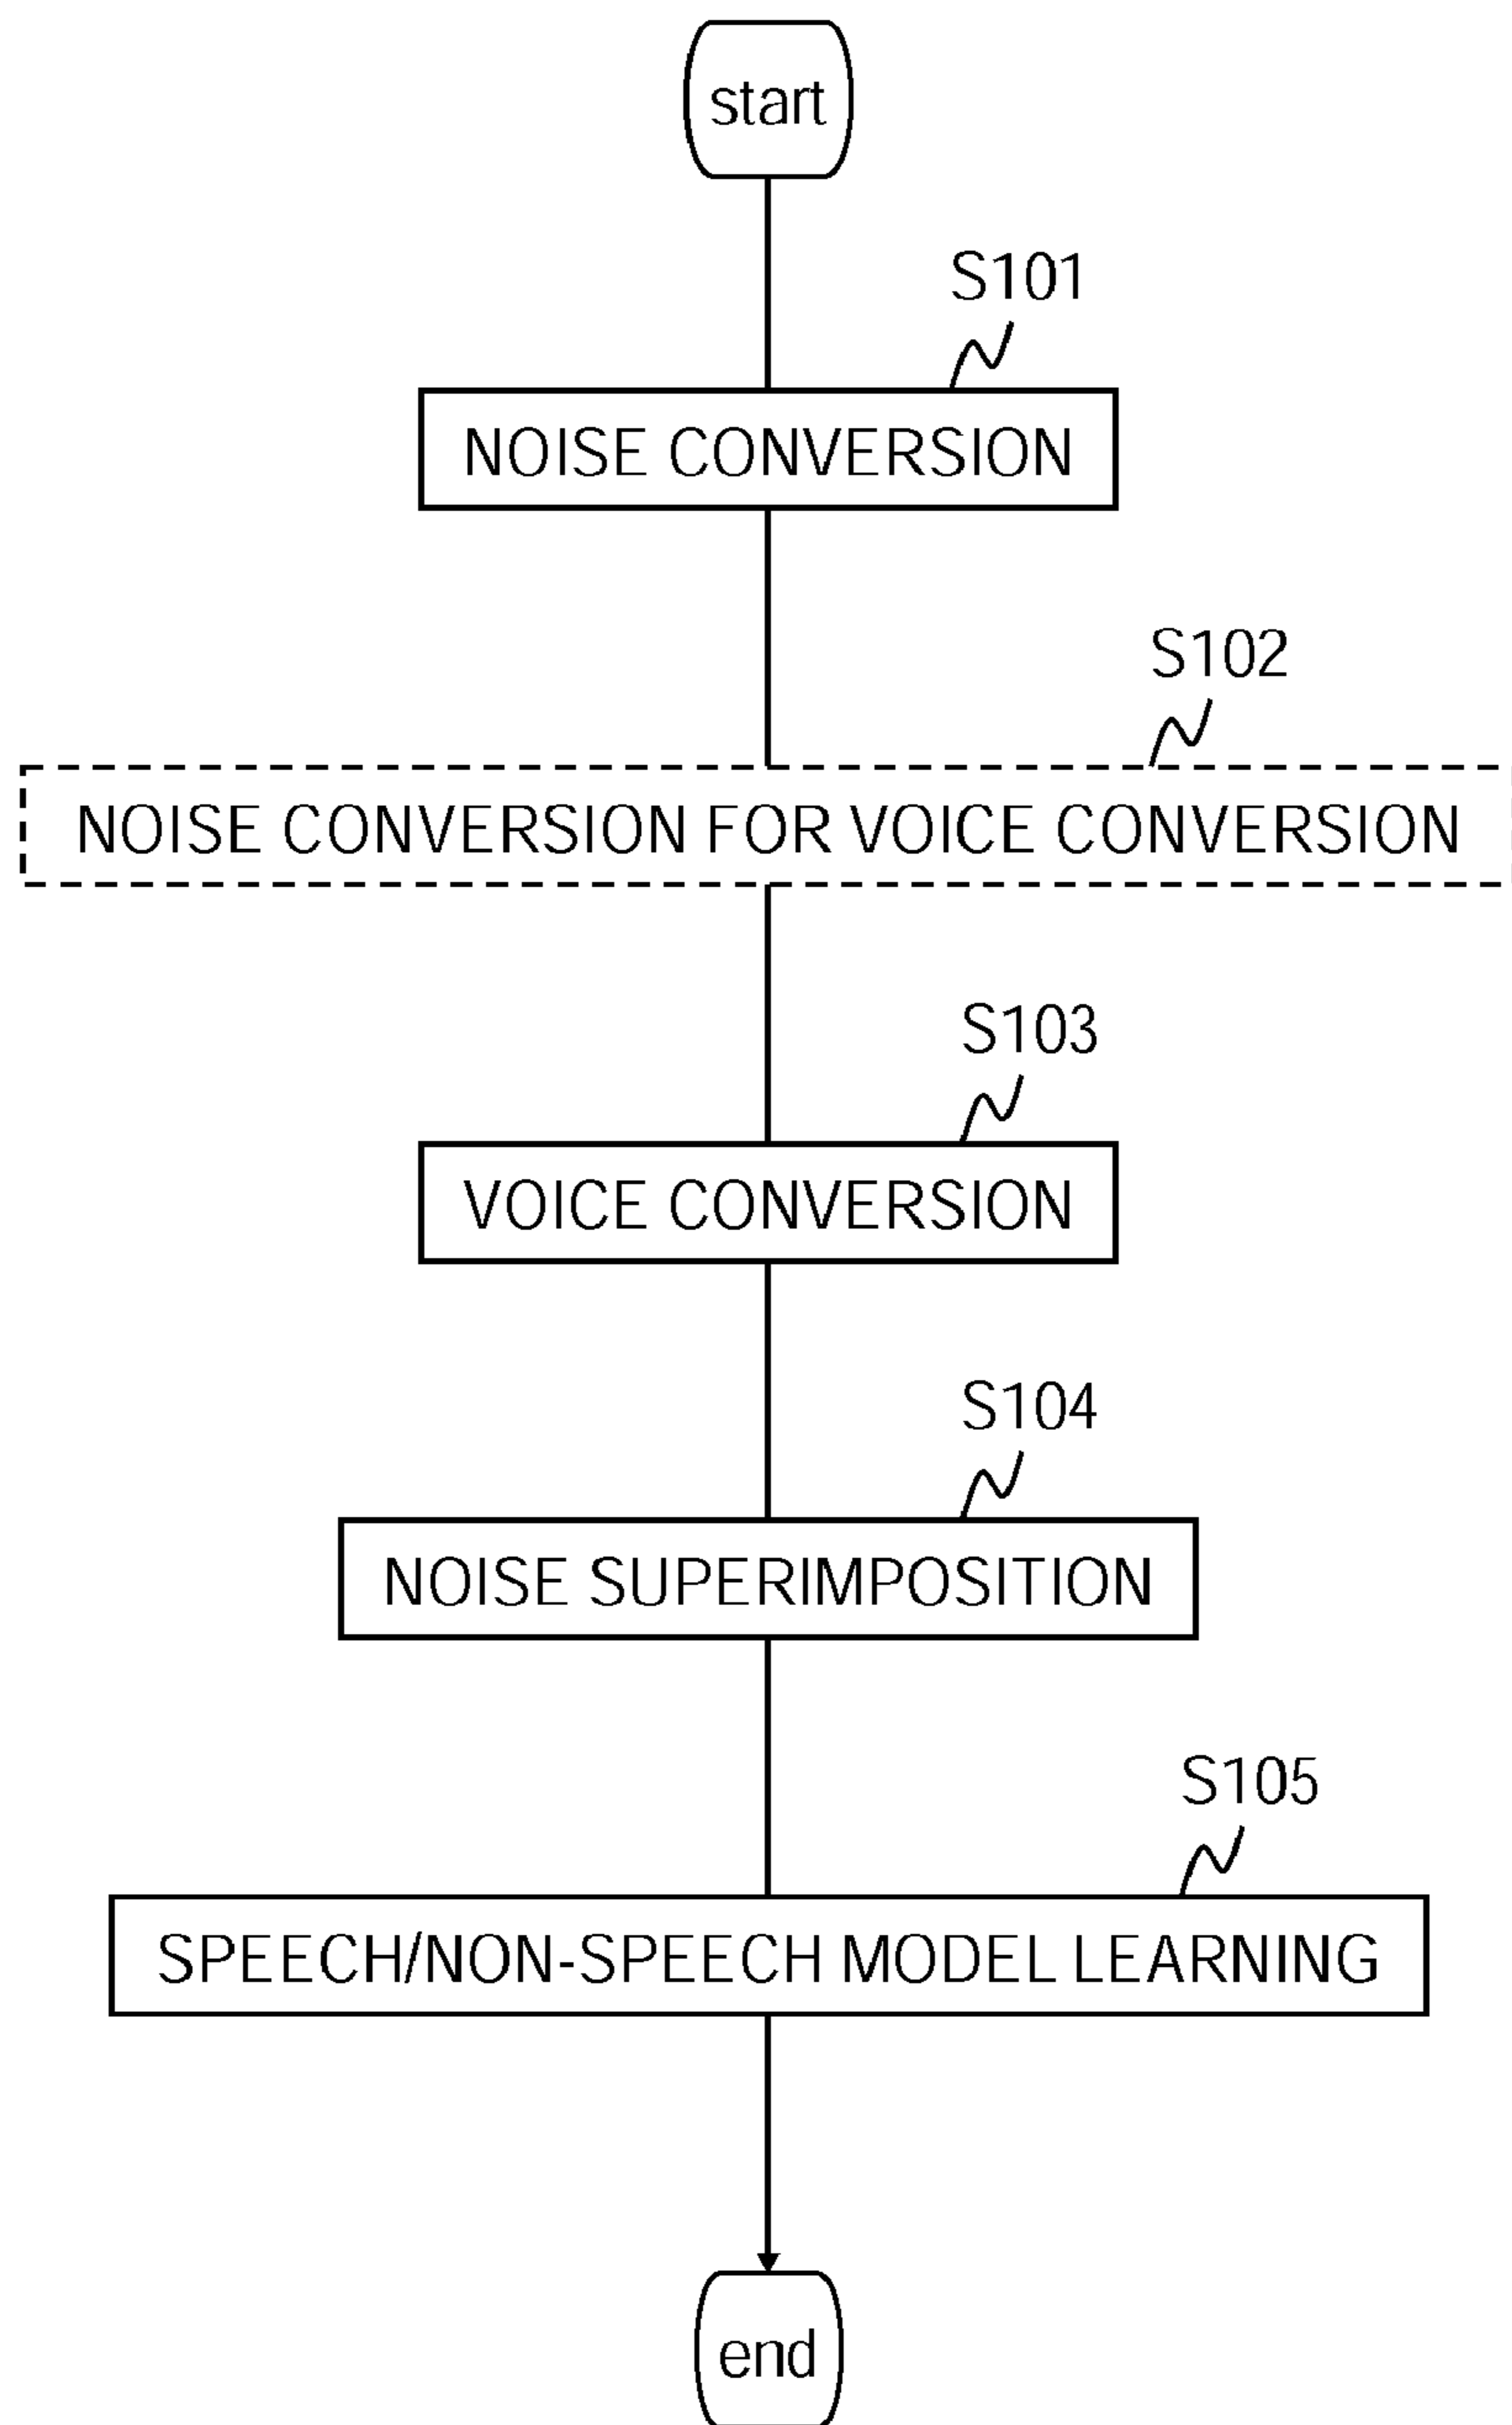 start
S101
NOISE CONVERSION
S102
NOISE CONVERSION FOR VOICE CONVERSION
S103
VOICE CONVERSION
S104
NOISE SUPERIMPOSITION
S105
SPEECH/NON-SPEECH MODEL LEARNING
end